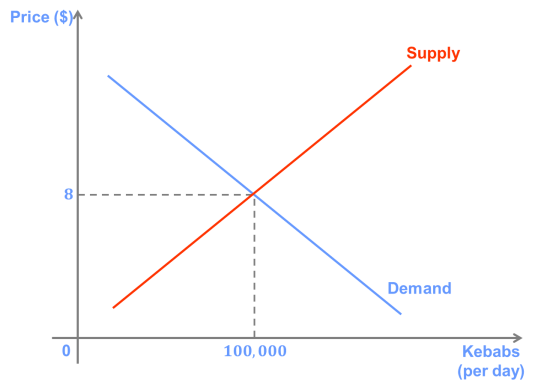 Price ($)
Supply
8
Demand
0
100,000
Kebabs
(per day)